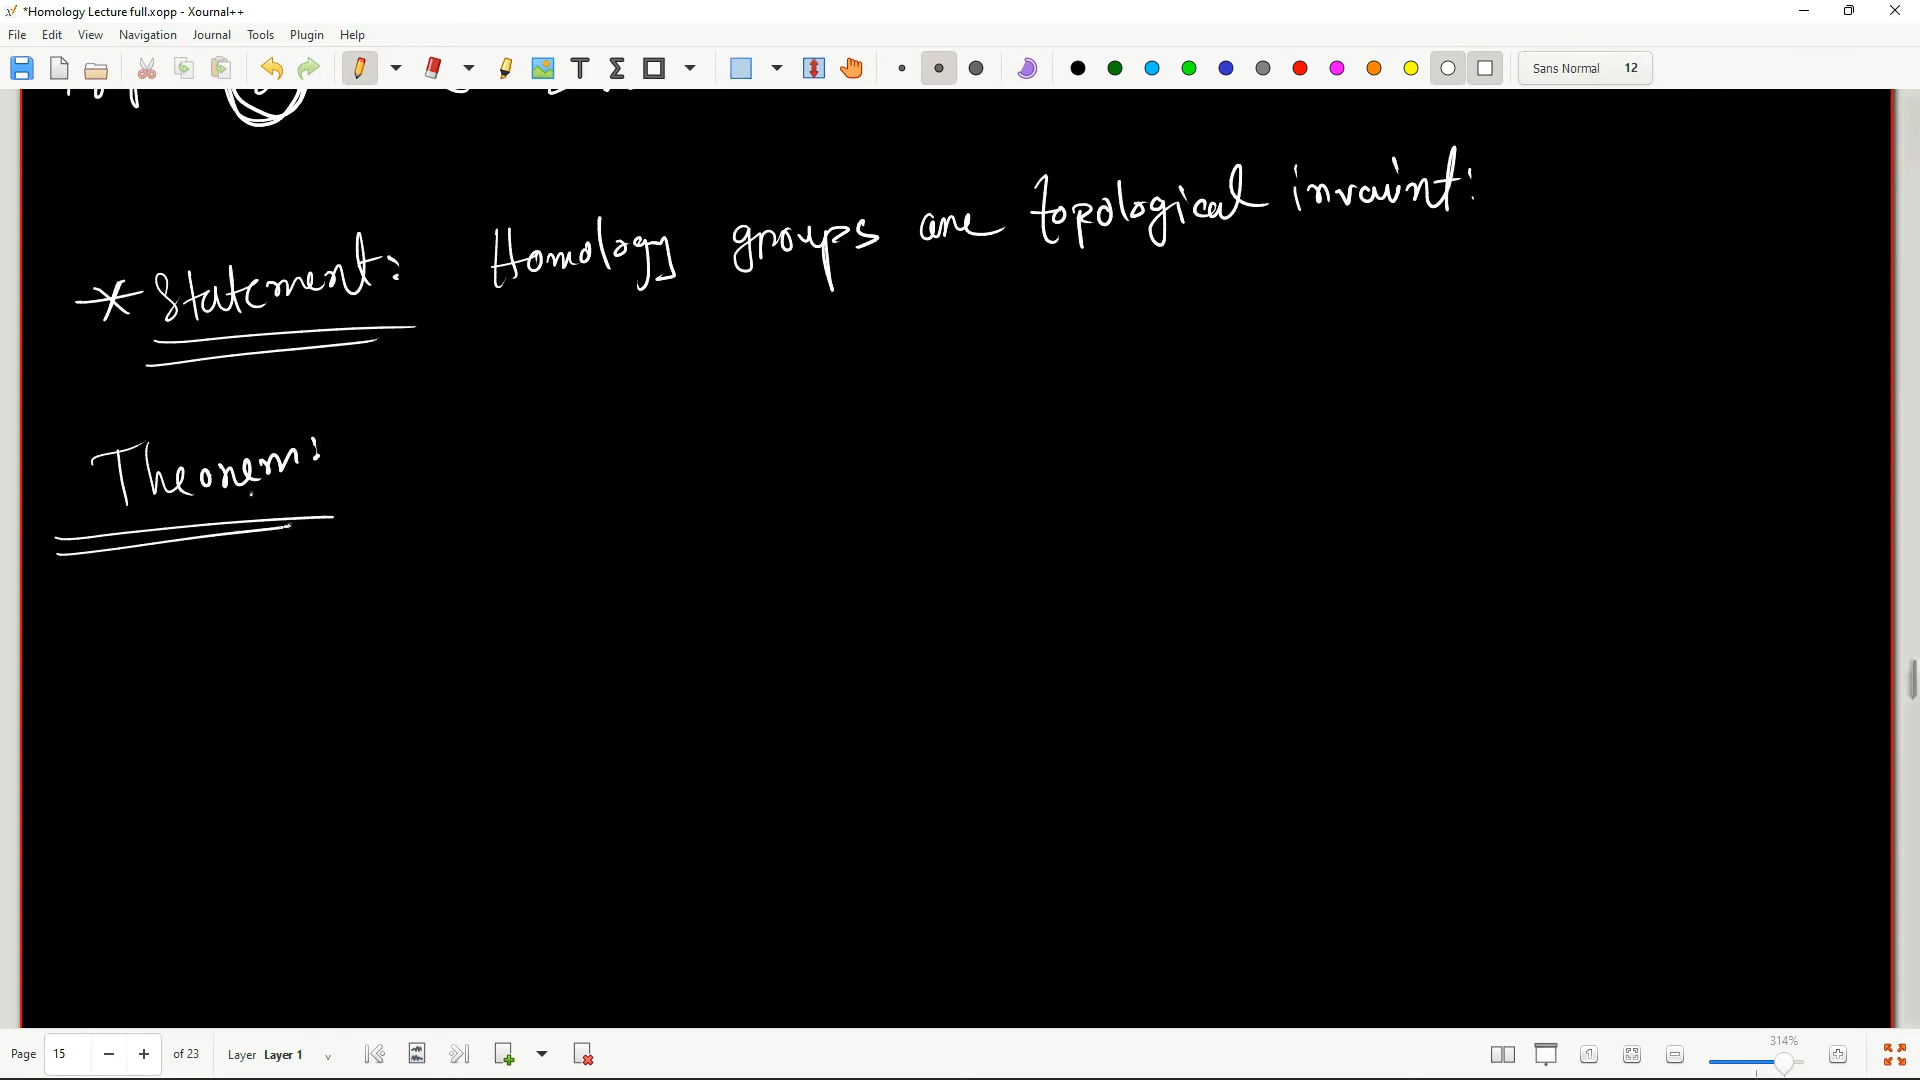 *Homology Lecture full.xopp - Xournal++
File Edit View Navigation Journal Tools Plugin Help
Sans Normal 12
* Statement: Homology groups are topological invaint:
Theorem:
Page 15 of 23 Layer Layer 1 314%